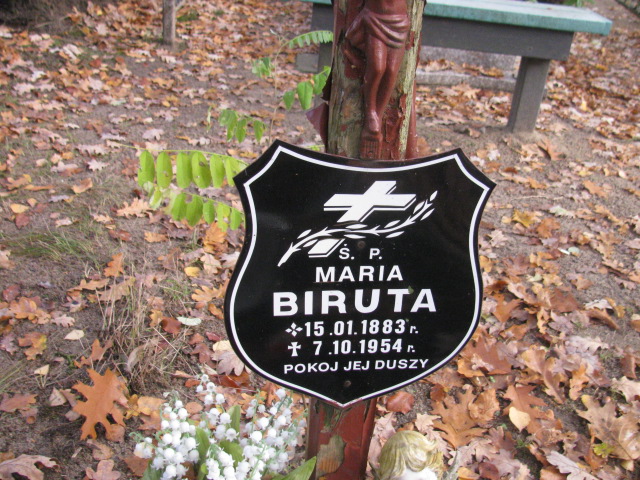 Ś. P.
MARIA
BIRUTA
15.01.1883 r.
7.10.1954 r.
POKOJ JEJ DUSZY